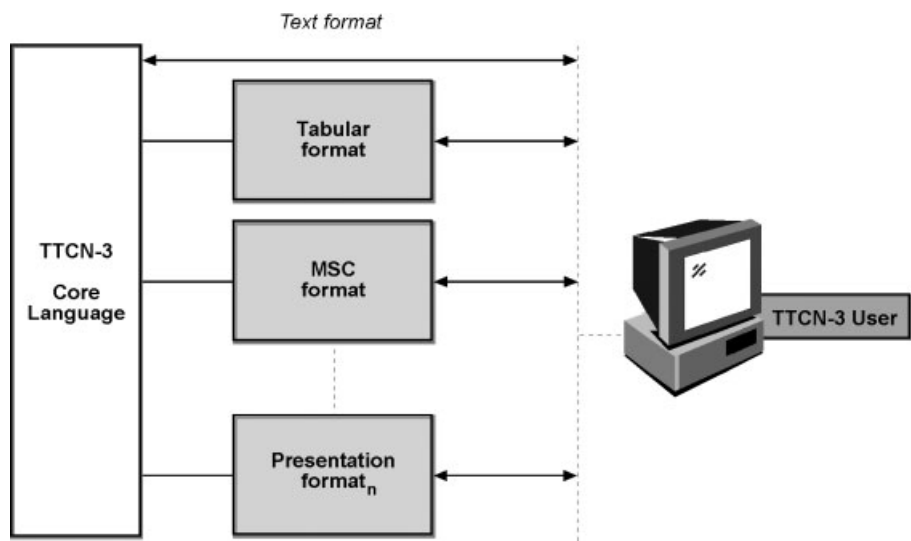 Text format
Tabular
format
TTCN-3
Core
Language
MSC
format
TTCN-3 User
Presentation
formatn